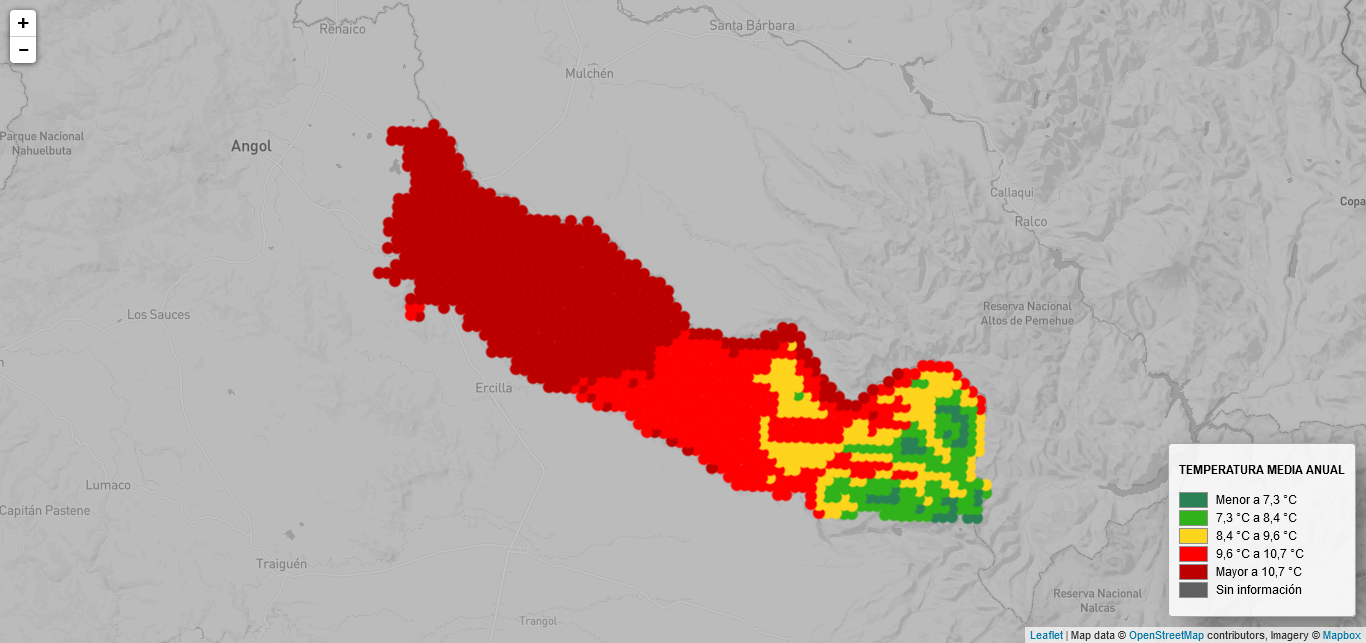 +
−
Renaico
Santa Bárbara
Mulchén
Parque Nacional
Nahuelbuta
Angol
Callaqui
Copa
Ralco
Reserva Nacional
Altos de Pemehue
Los Sauces
Ercilla
TEMPERATURA MEDIA ANUAL
Menor a 7,3 °C
7,3 °C a 8,4 °C
8,4 °C a 9,6 °C
9,6 °C a 10,7 °C
Mayor a 10,7 °C
Sin información
Lumaco
Capitán Pastene
Traiguén
Reserva Nacional
Nalcas
Trangol
Leaflet | Map data © OpenStreetMap contributors, Imagery © Mapbox